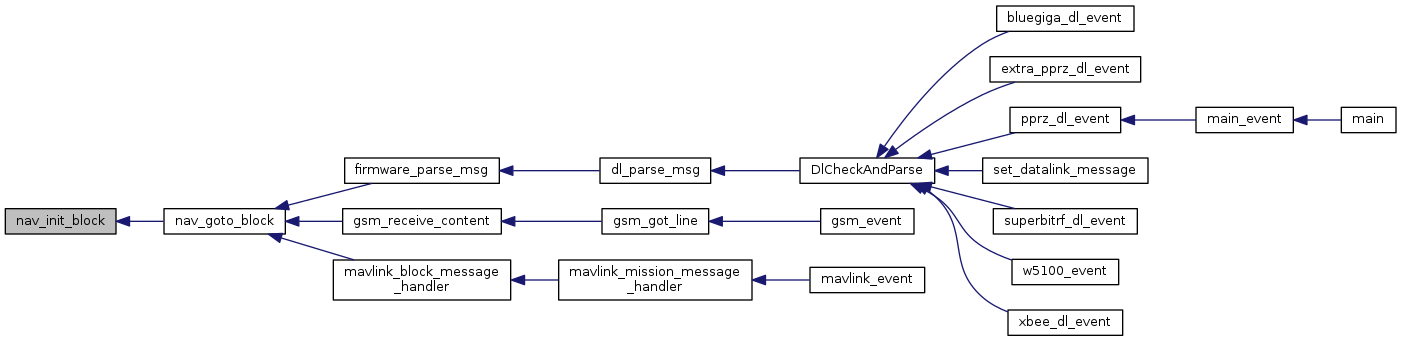 bluegiga_dl_event
extra_pprz_dl_event
pprz_dl_event
main_event
main
firmware_parse_msg
dl_parse_msg
DlCheckAndParse
set_datalink_message
nav_init_block
nav_goto_block
gsm_receive_content
gsm_got_line
gsm_event
superbitrf_dl_event
mavlink_block_message
_handler
mavlink_mission_message
_handler
mavlink_event
w5100_event
xbee_dl_event